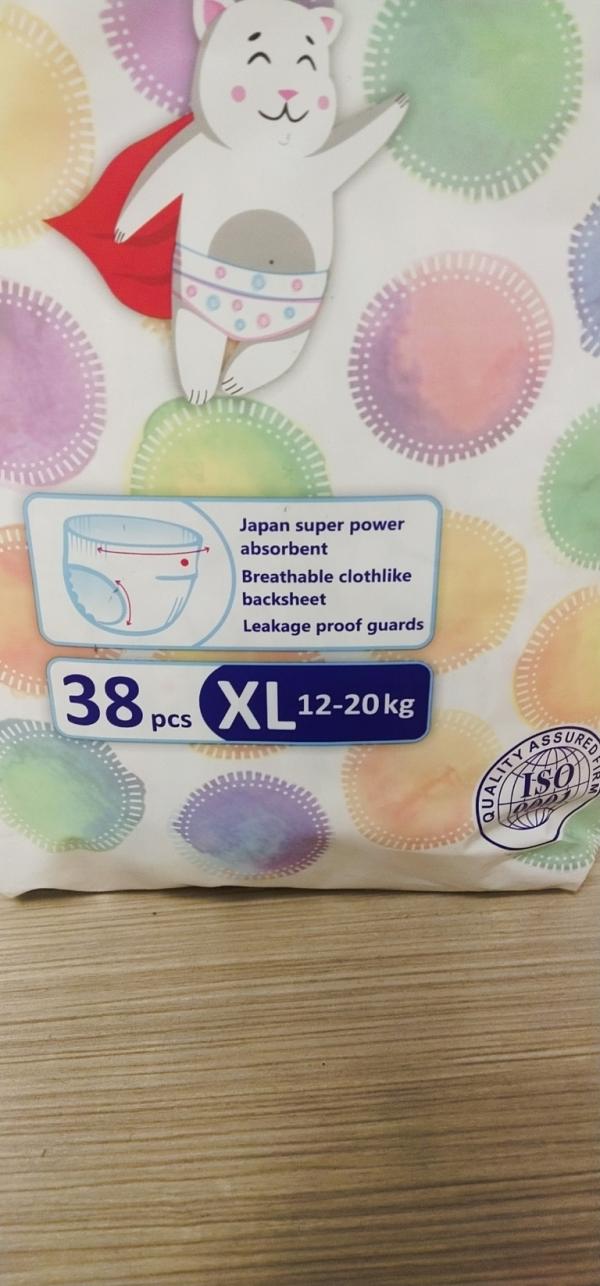 Japan super power
absorbent
Breathable clothlike
backsheet
Leakage proof guards
38 pcs XL 12-20 kg
QUALITY ASSURED FIRM
ISO
9001